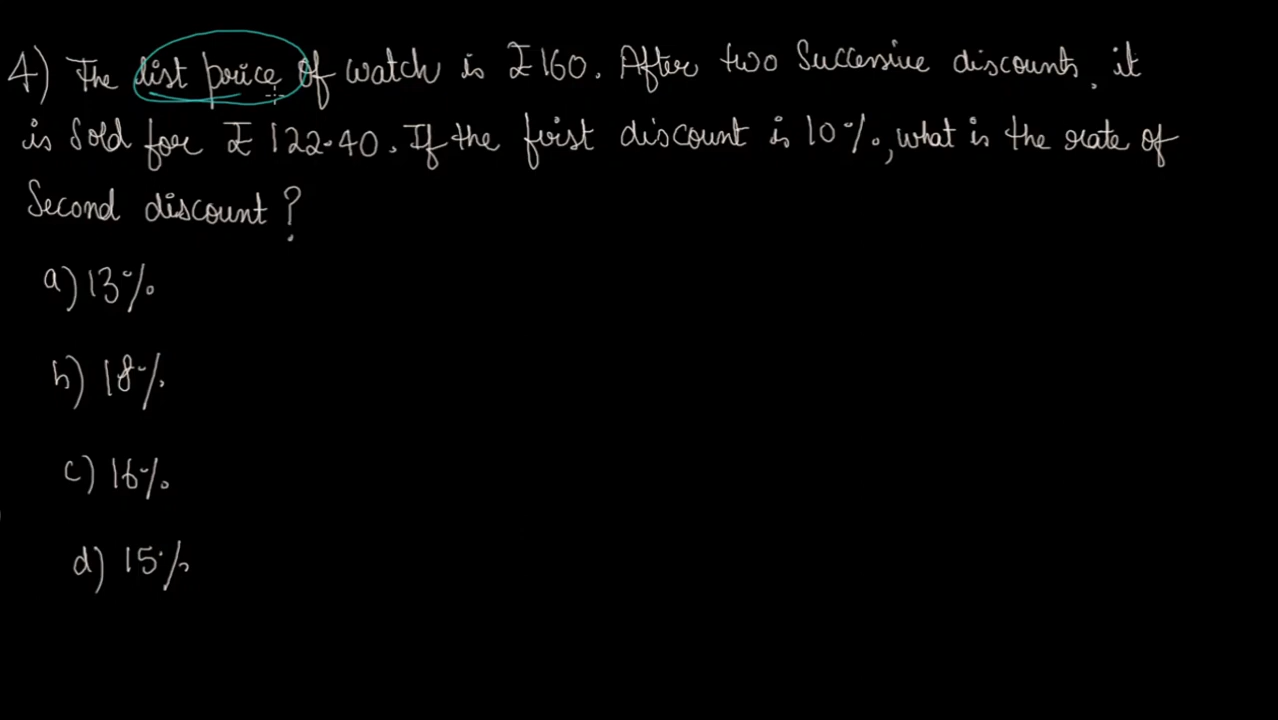 4) The list price of watch is ₹160. After two Successive discounts, it
is Sold for ₹122.40. If the first discount is 10%, what is the rate of
Second discount?
a) 13%
b) 18%
c) 16%
d) 15%